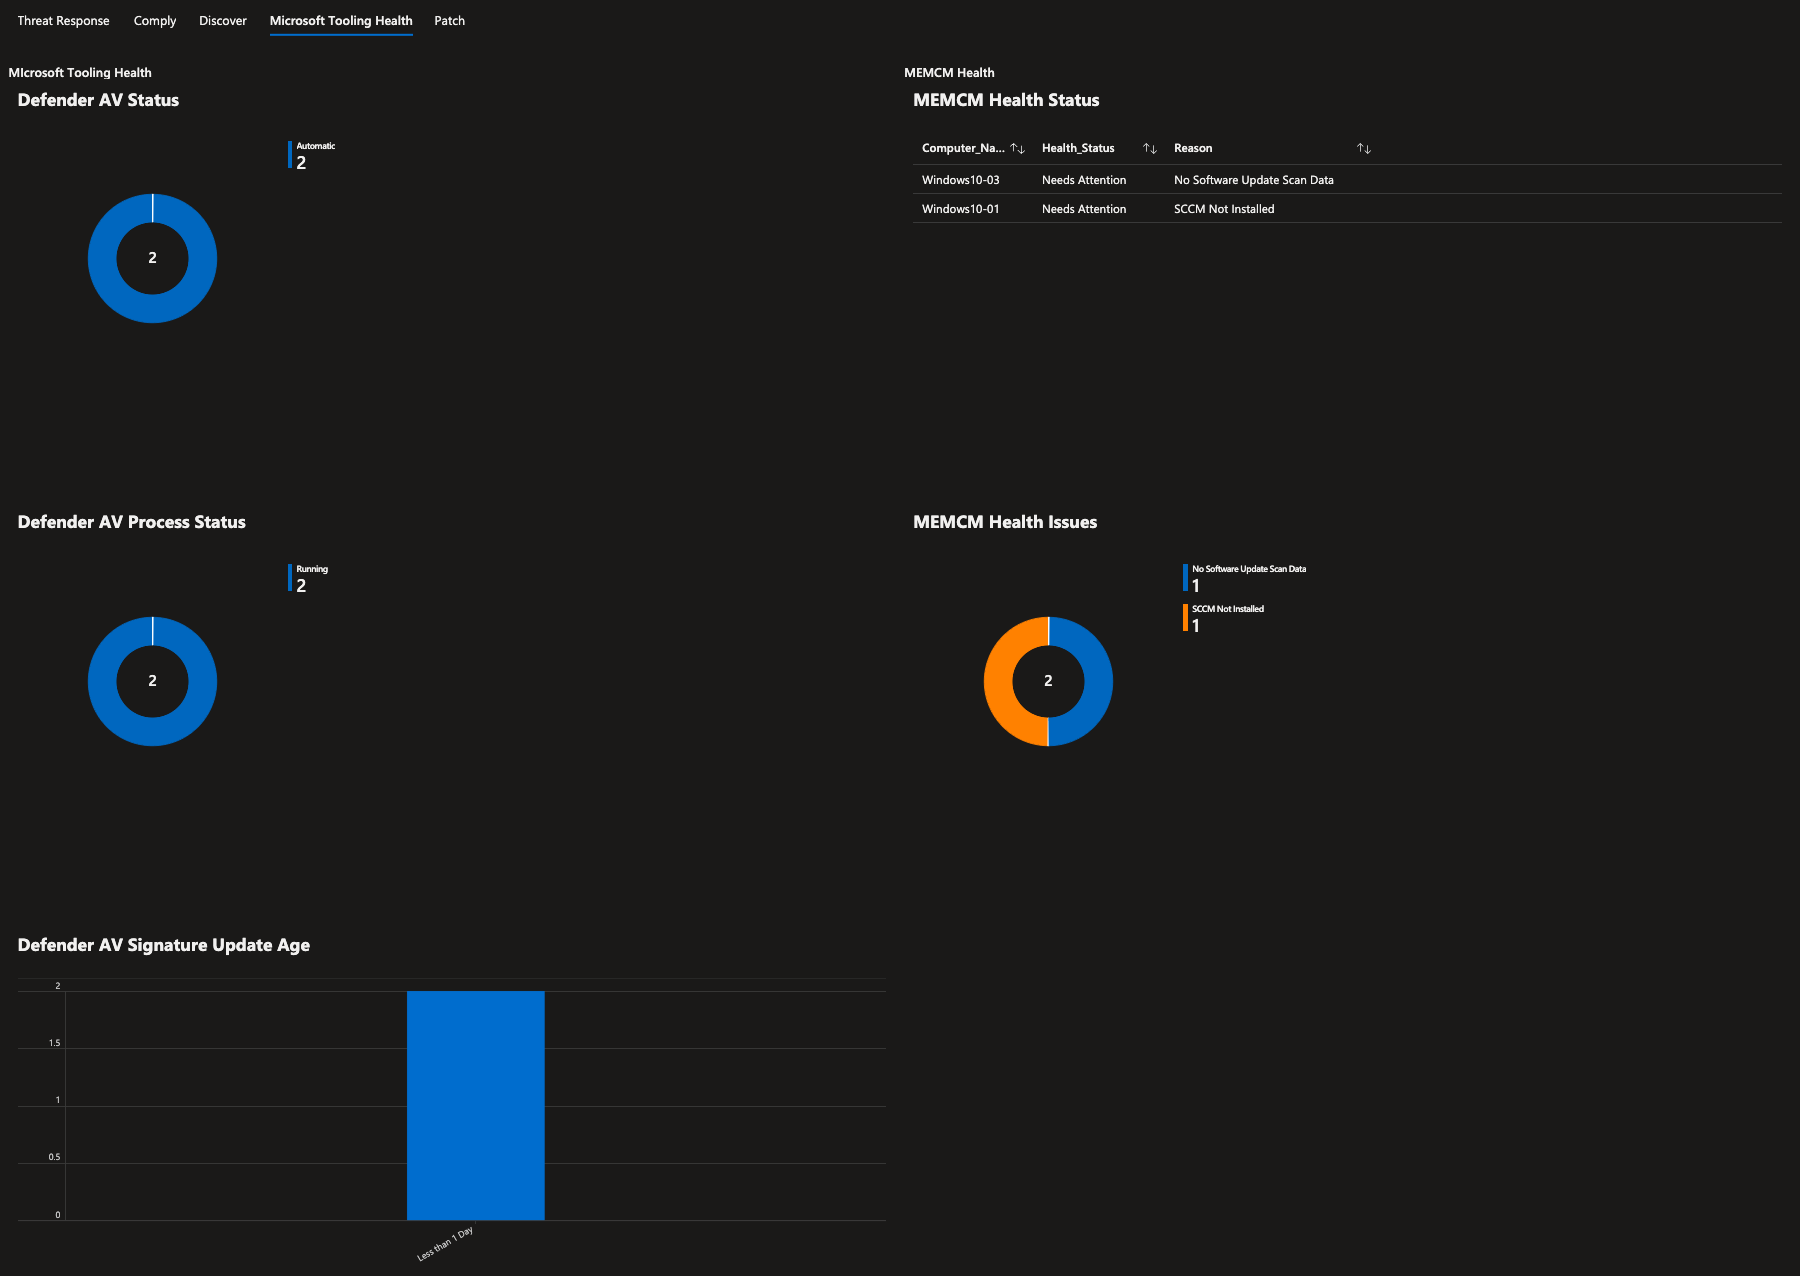 Threat Response Comply Discover Microsoft Tooling Health Patch
MIcrosoft Tooling Health
Defender AV Status
Automatic
2
2
Defender AV Process Status
Running
2
2
Defender AV Signature Update Age
2
1.5
1
0.5
0
Less than 1 Day
MEMCM Health
MEMCM Health Status
Computer_Na... Health_Status Reason
Windows10-03 Needs Attention No Software Update Scan Data
Windows10-01 Needs Attention SCCM Not Installed
MEMCM Health Issues
No Software Update Scan Data
1
SCCM Not Installed
1
2